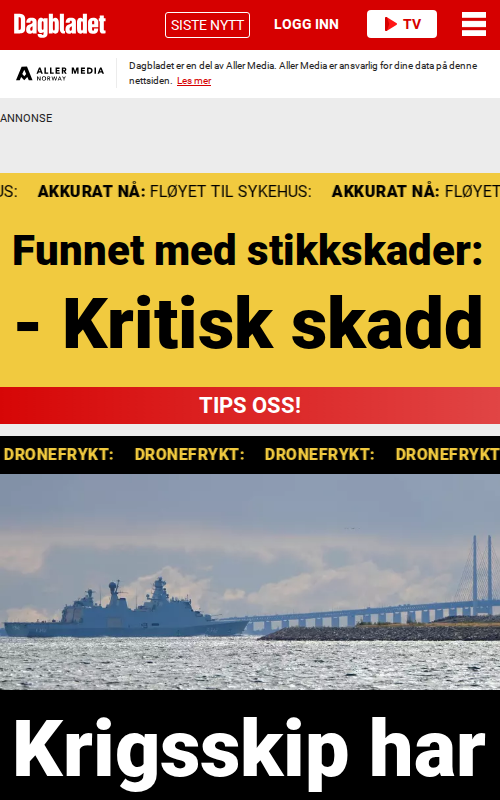 Dagbladet
SISTE NYTT
LOGG INN
TV
ALLER MEDIA
NORWAY
Dagbladet er en del av Aller Media. Aller Media er ansvarlig for dine data på denne
nettsiden. Les mer
ANNONSE
US: AKKURAT NÅ: FLØYET TIL SYKEHUS: AKKURAT NÅ: FLØYET
Funnet med stikkskader:
- Kritisk skadd
TIPS OSS!
DRONEFRYKT: DRONEFRYKT: DRONEFRYKT: DRONEFRYKT
Krigsskip har